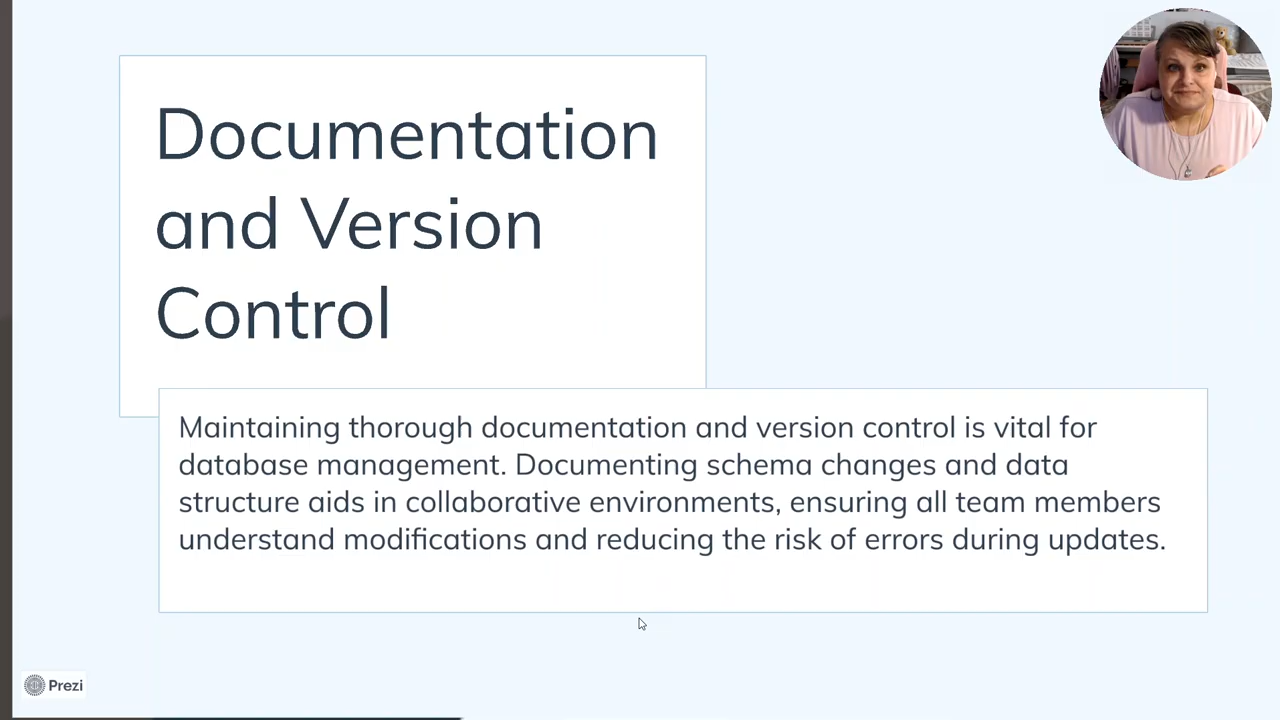 Documentation
and Version
Control
Maintaining thorough documentation and version control is vital for
database management. Documenting schema changes and data
structure aids in collaborative environments, ensuring all team members
understand modifications and reducing the risk of errors during updates.
Prezi